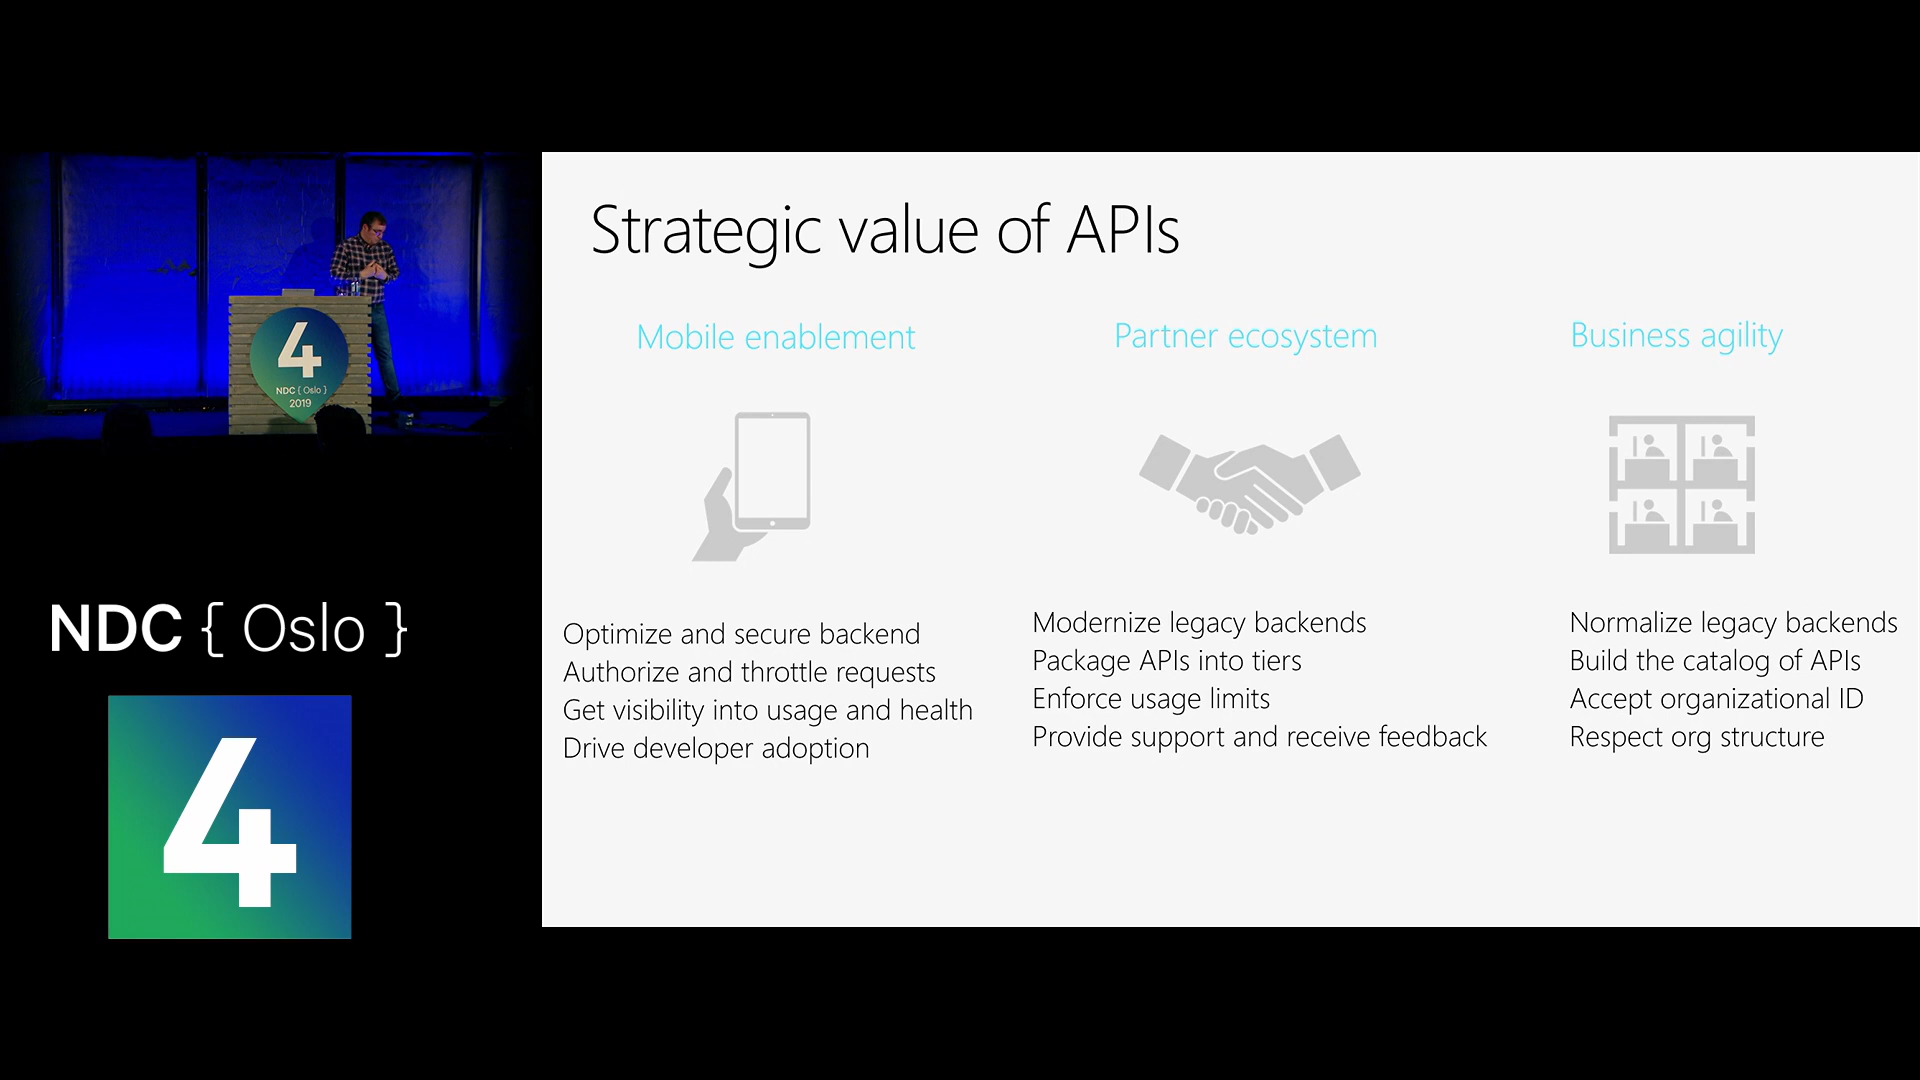 4
NDC { Oslo }
2019
NDC { Oslo }
4
Strategic value of APIs
Mobile enablement
Optimize and secure backend
Authorize and throttle requests
Get visibility into usage and health
Drive developer adoption
Partner ecosystem
Modernize legacy backends
Package APIs into tiers
Enforce usage limits
Provide support and receive feedback
Business agility
Normalize legacy backends
Build the catalog of APIs
Accept organizational ID
Respect org structure